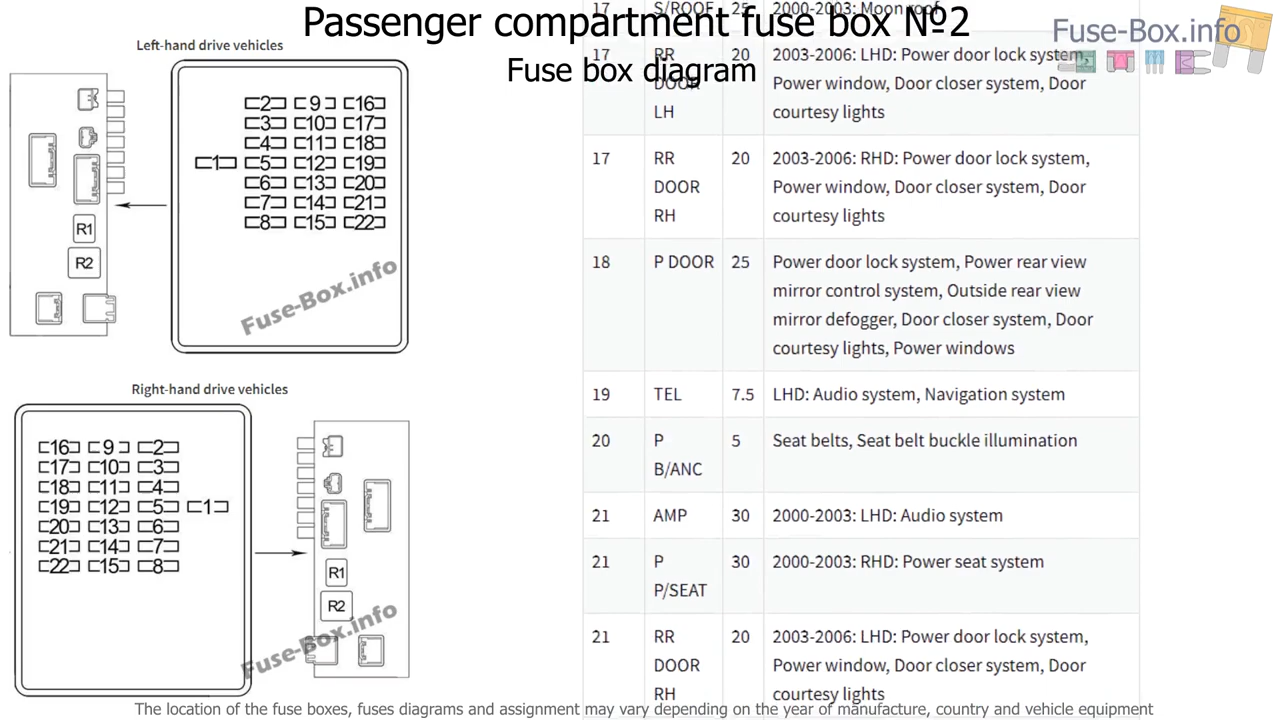 Passenger compartment fuse box №2
Fuse box diagram
Fuse-Box.info
Left-hand drive vehicles
2 9 16
3 10 17
4 11 18
1 5 12 19
6 13 20
7 14 21
8 15 22
R1
R2
Fuse-Box.info
Right-hand drive vehicles
16 9 2
17 10 3
18 11 4
19 12 5 1
20 13 6
21 14 7
22 15 8
R1
R2
Fuse-Box.info
17 S/ROOF 25 2000-2003: Moon roof
17 RR 20 2003-2006: LHD: Power door lock system,
DOOR Power window, Door closer system, Door
LH courtesy lights
17 RR 20 2003-2006: RHD: Power door lock system,
DOOR Power window, Door closer system, Door
RH courtesy lights
18 P DOOR 25 Power door lock system, Power rear view
mirror control system, Outside rear view
mirror defogger, Door closer system, Door
courtesy lights, Power windows
19 TEL 7.5 LHD: Audio system, Navigation system
20 P 5 Seat belts, Seat belt buckle illumination
B/ANC
21 AMP 30 2000-2003: LHD: Audio system
21 P 30 2000-2003: RHD: Power seat system
P/SEAT
21 RR 20 2003-2006: LHD: Power door lock system,
DOOR Power window, Door closer system, Door
RH courtesy lights
The location of the fuse boxes, fuses diagrams and assignment may vary depending on the year of manufacture, country and vehicle equipment